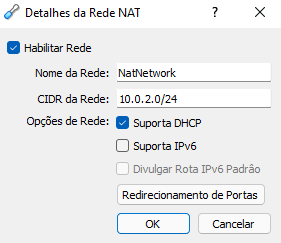 Detalhes da Rede NAT
Habilitar Rede
Nome da Rede: NatNetwork
CIDR da Rede: 10.0.2.0/24
Opções de Rede: Suporta DHCP
Suporta IPv6
Divulgar Rota IPv6 Padrão
Redirecionamento de Portas
OK Cancelar